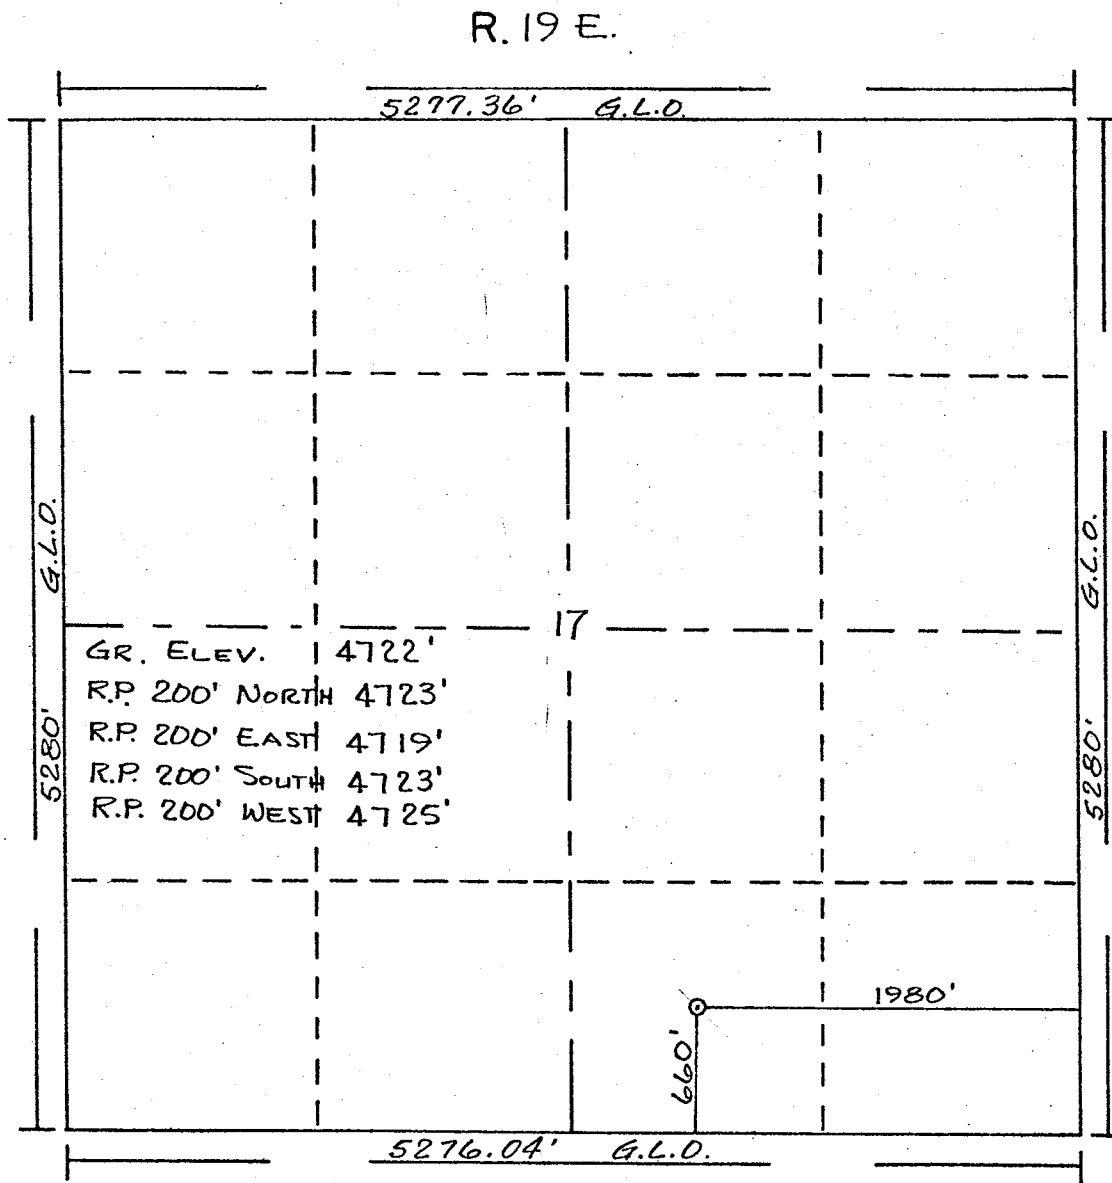 R. 19 E.
5277.36' G.L.O.
5280' G.L.O.
5280' G.L.O.
17
GR. ELEV. 4722'
R.P. 200' NORTH 4723'
R.P. 200' EAST 4719'
R.P. 200' SOUTH 4723'
R.P. 200' WEST 4725'
1980'
660'
5276.04' G.L.O.